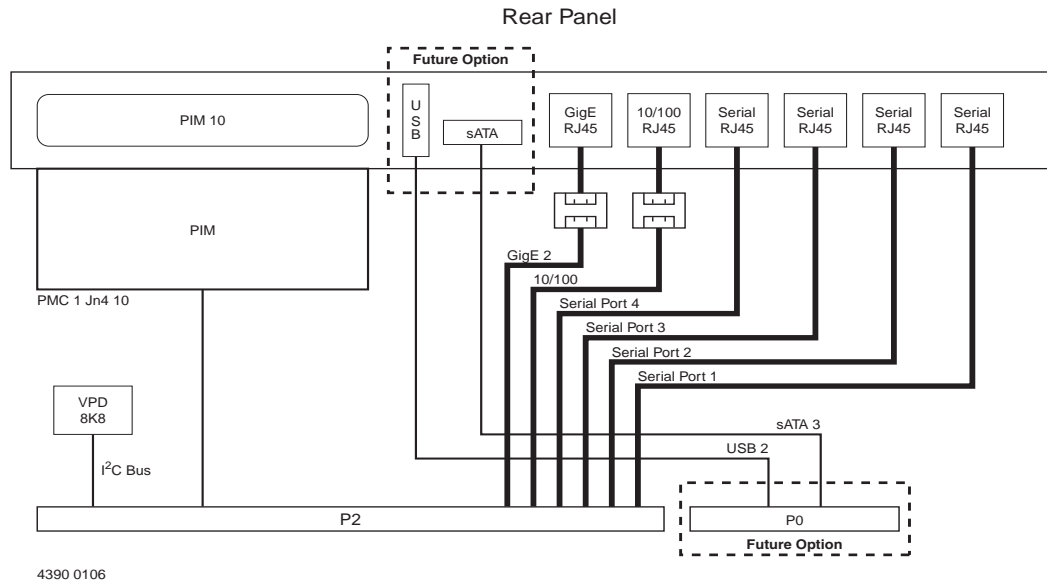 Rear Panel
Future Option
PIM 10
U
S
B
sATA
GigE
RJ45
10/100
RJ45
Serial
RJ45
Serial
RJ45
Serial
RJ45
Serial
RJ45
PIM
GigE 2
10/100
PMC 1 Jn4 10
Serial Port 4
Serial Port 3
Serial Port 2
Serial Port 1
VPD
8K8
sATA 3
USB 2
I²C Bus
P2
P0
Future Option
4390 0106